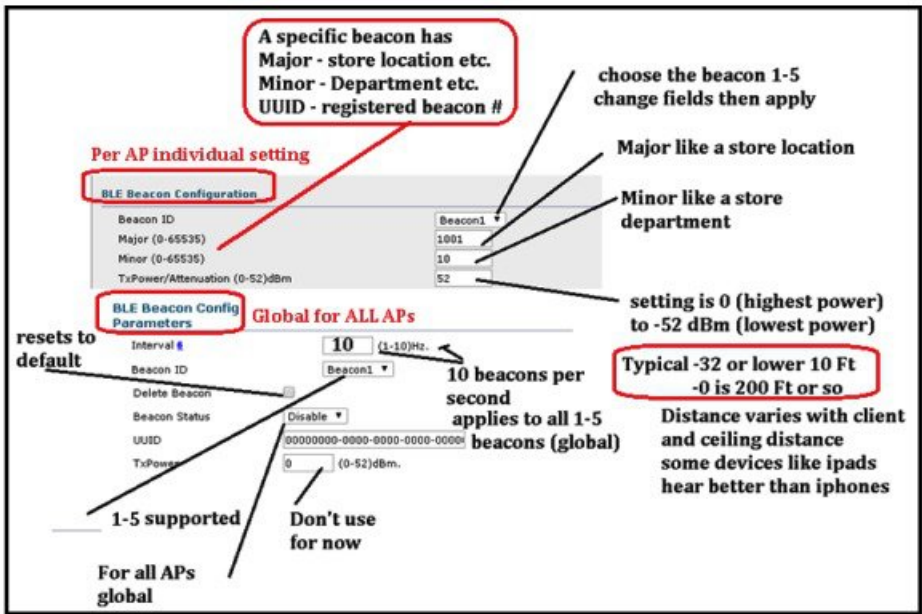 A specific beacon has
Major - store location etc.
Minor - Department etc.
UUID - registered beacon #
choose the beacon 1-5
change fields then apply
Per AP individual setting
Major like a store location
BLE Beacon Configuration
Minor like a store
department
Beacon ID
Beacon1
Major (0-65535)
1001
Minor (0-65535)
10
TxPower/Attenuation (0-52)dBm
52
setting is 0 (highest power)
to -52 dBm (lowest power)
BLE Beacon Config
Parameters
Global for ALL APs
resets to
default
Interval
10
(1-10)Hz.
Beacon ID
Beacon1
Typical -32 or lower 10 Ft
-0 is 200 Ft or so
10 beacons per
second
applies to all 1-5
beacons (global)
Delete Beacon
Beacon Status
Disable
UUID
00000000-0000-0000-0000-00000
TxPower
0
(0-52)dBm.
Distance varies with client
and ceiling distance
some devices like ipads
hear better than iphones
1-5 supported
Don't use
for now
For all APs
global